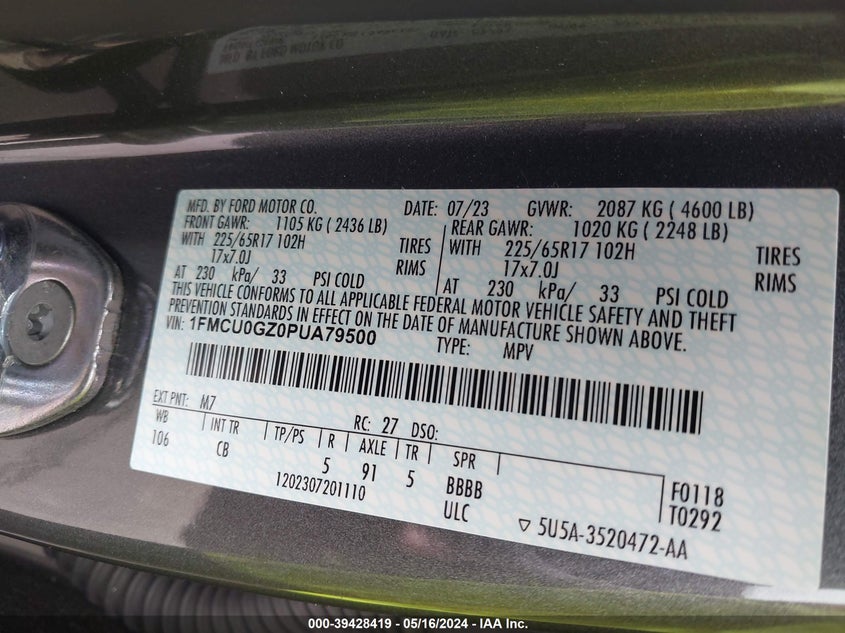 MFD. BY FORD MOTOR CO.
DATE: 07/23 GVWR: 2087 KG ( 4600 LB)
FRONT GAWR: 1105 KG ( 2436 LB) REAR GAWR: 1020 KG ( 2248 LB)
WITH 225/65R17 102H TIRES WITH 225/65R17 102H TIRES
17x7.0J RIMS 17x7.0J RIMS
AT 230 kPa/ 33 PSI COLD AT 230 kPa/ 33 PSI COLD
THIS VEHICLE CONFORMS TO ALL APPLICABLE FEDERAL MOTOR VEHICLE SAFETY AND THEFT
PREVENTION STANDARDS IN EFFECT ON THE DATE OF MANUFACTURE SHOWN ABOVE.
VIN: 1FMCU0GZ0PUA79500 TYPE: MPV
EXT PNT: M7 RC: 27 DSO:
WB INT TR TP/PS R AXLE TR SPR
106 CB 5 91 5 BBBB F0118
1202307201110 ULC T0292
5U5A-3520472-AA
000-39428419 - 05/16/2024 - IAA Inc.